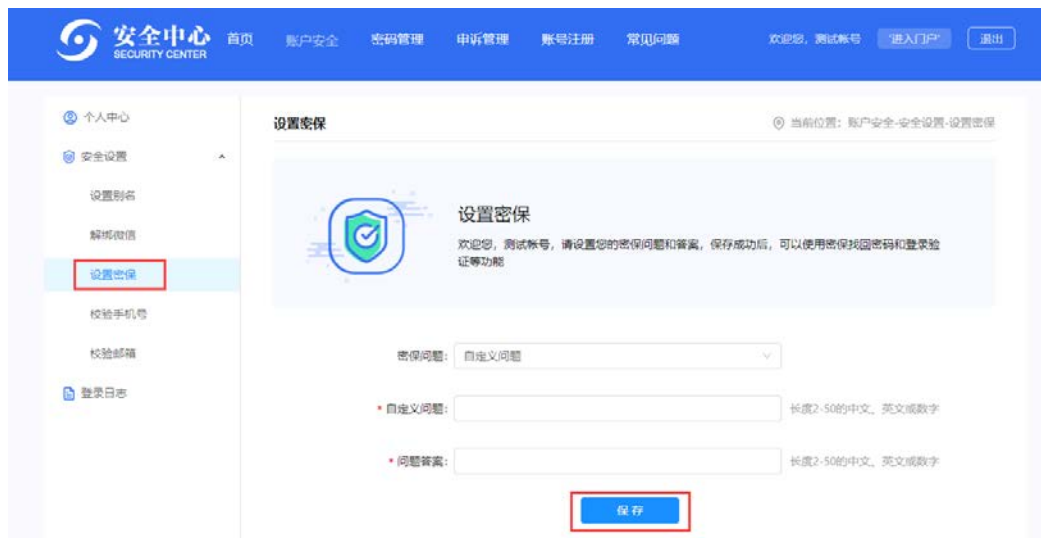 安全中心
SECURITY CENTER
首页 账户安全 密码管理 申诉管理 账号注册 常见问题 欢迎您，测试帐号 进入门户 退出
个人中心
安全设置
设置别名
解绑微信
设置密保
校验手机号
校验邮箱
登录日志
设置密保 当前位置：账户安全-安全设置-设置密保
设置密保
欢迎您，测试帐号，请设置您的密保问题和答案，保存成功后，可以使用密保找回密码和登录验
证等功能
密保问题： 自定义问题
* 自定义问题： 长度2-50的中文、英文或数字
* 问题答案： 长度2-50的中文、英文或数字
保存